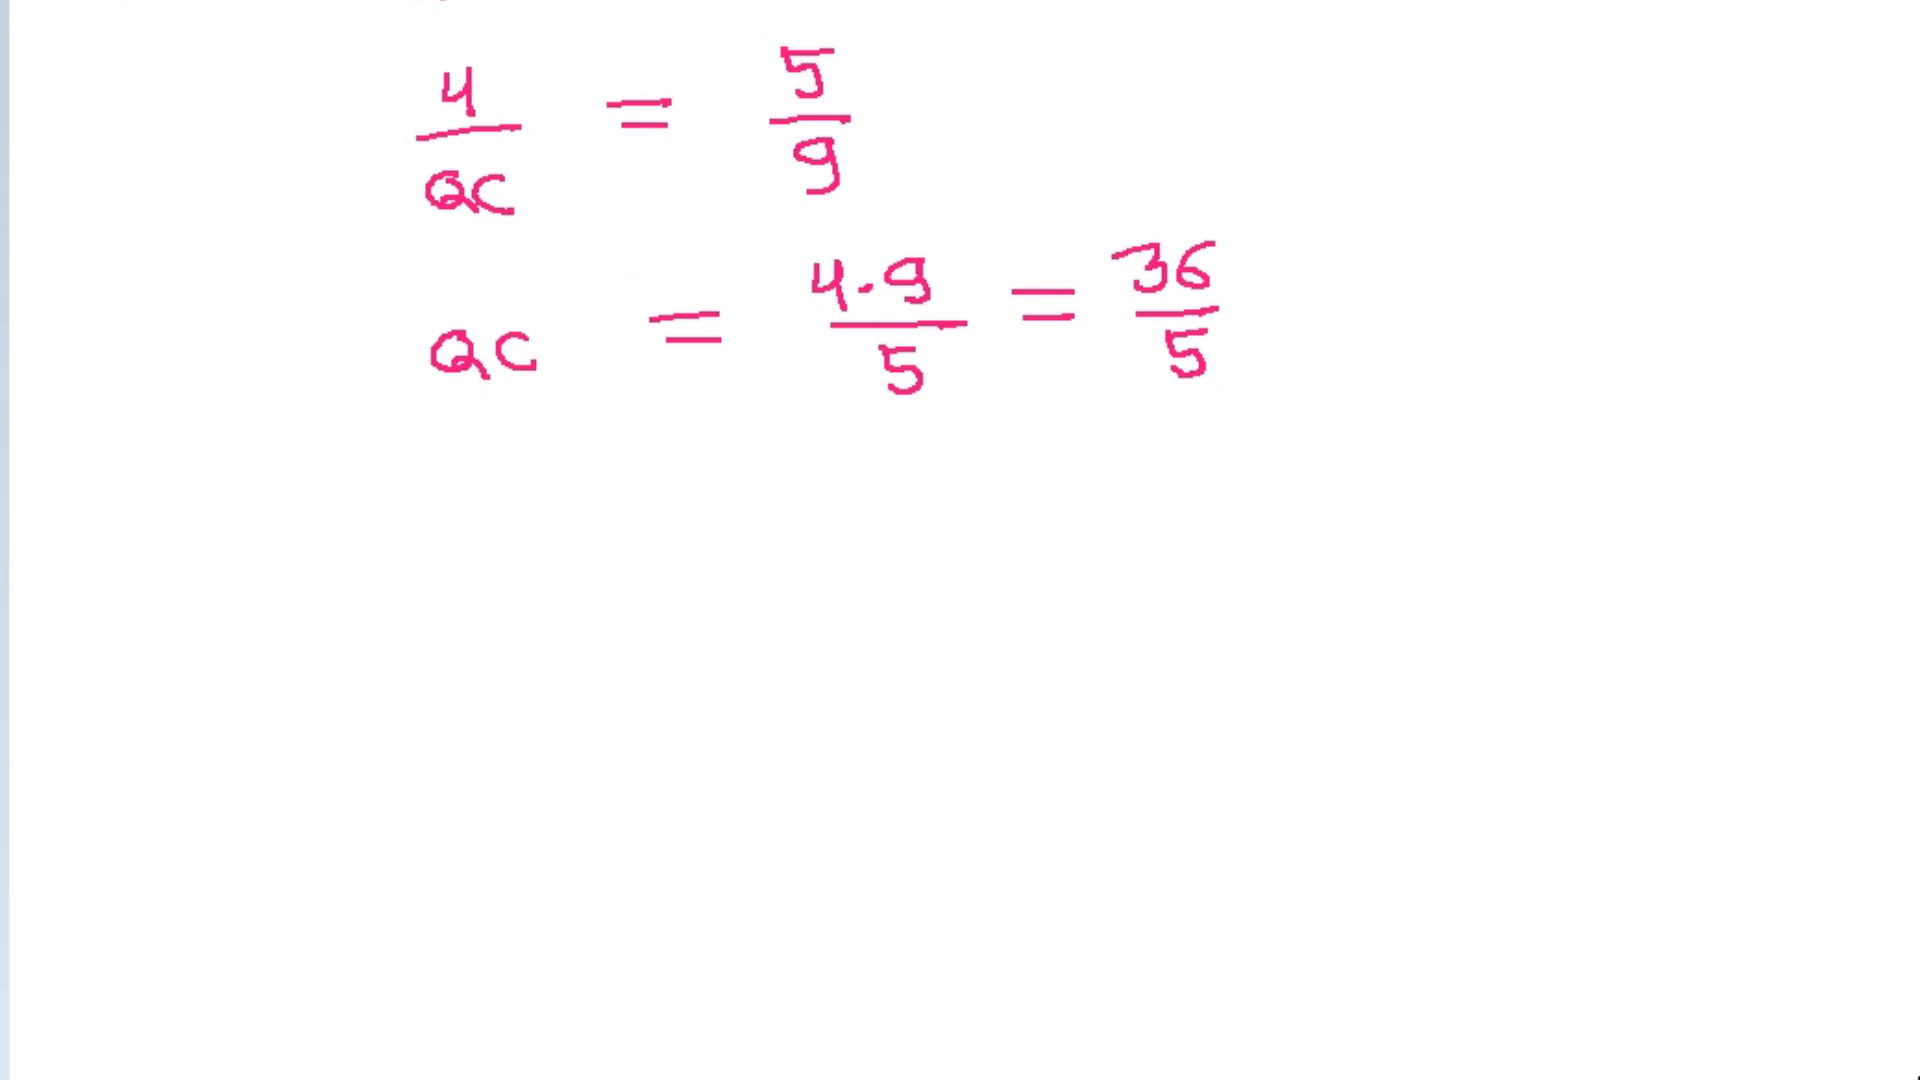 4/QC = 5/9
QC = 4·9/5 = 36/5